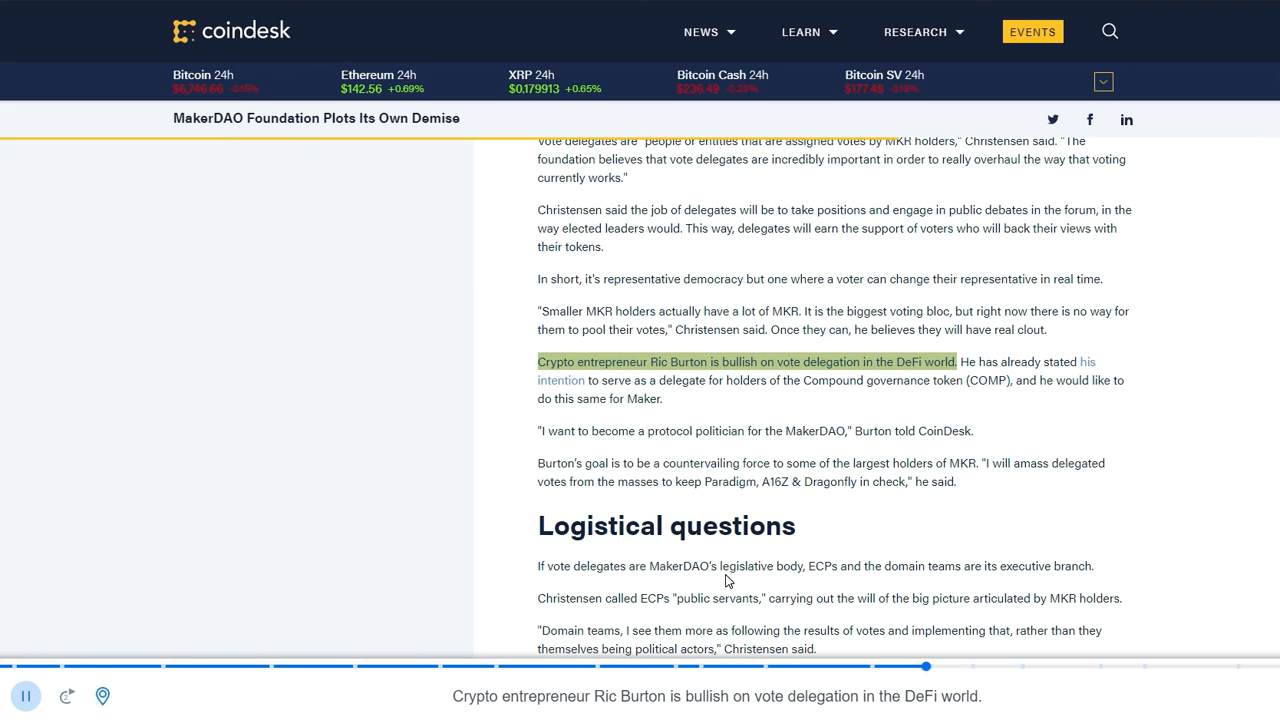 coindesk
NEWS
LEARN
RESEARCH
EVENTS
Bitcoin 24h
$6,746.66 -0.15%
Ethereum 24h
$142.56 +0.69%
XRP 24h
$0.179913 +0.65%
Bitcoin Cash 24h
$236.49 -0.20%
Bitcoin SV 24h
$177.48
MakerDAO Foundation Plots Its Own Demise
Vote delegates are "people or entities that are assigned votes by MKR holders," Christensen said. "The
foundation believes that vote delegates are incredibly important in order to really overhaul the way that voting
currently works."
Christensen said the job of delegates will be to take positions and engage in public debates in the forum, in the
way elected leaders would. This way, delegates will earn the support of voters who will back their views with
their tokens.
In short, it's representative democracy but one where a voter can change their representative in real time.
"Smaller MKR holders actually have a lot of MKR. It is the biggest voting bloc, but right now there is no way for
them to pool their votes," Christensen said. Once they can, he believes they will have real clout.
Crypto entrepreneur Ric Burton is bullish on vote delegation in the DeFi world. He has already stated his
intention to serve as a delegate for holders of the Compound governance token (COMP), and he would like to
do this same for Maker.
"I want to become a protocol politician for the MakerDAO," Burton told CoinDesk.
Burton's goal is to be a countervailing force to some of the largest holders of MKR. "I will amass delegated
votes from the masses to keep Paradigm, A16Z & Dragonfly in check," he said.
Logistical questions
If vote delegates are MakerDAO's legislative body, ECPs and the domain teams are its executive branch.
Christensen called ECPs "public servants," carrying out the will of the big picture articulated by MKR holders.
"Domain teams, I see them more as following the results of votes and implementing that, rather than they
themselves being political actors," Christensen said.
Crypto entrepreneur Ric Burton is bullish on vote delegation in the DeFi world.